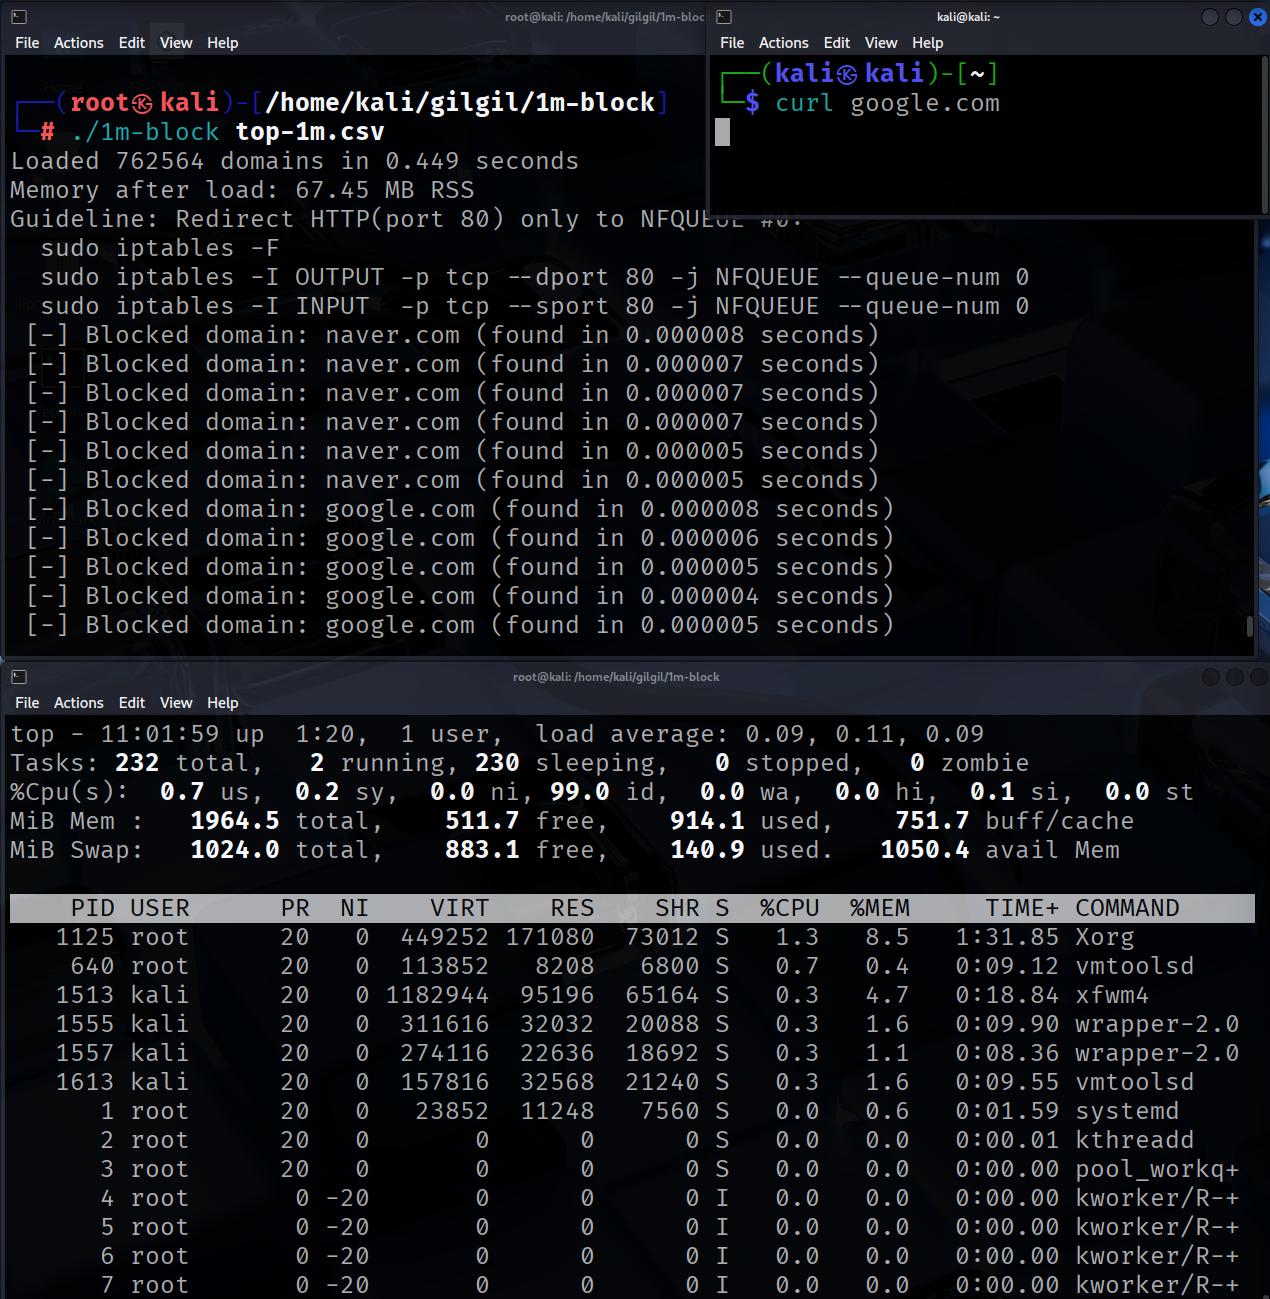 root@kali: /home/kali/gilgil/1m-bloc
File Actions Edit View Help
(root㉿kali)-[/home/kali/gilgil/1m-block]
# ./1m-block top-1m.csv
Loaded 762564 domains in 0.449 seconds
Memory after load: 67.45 MB RSS
Guideline: Redirect HTTP(port 80) only to NFQUEUE #0:
sudo iptables -F
sudo iptables -I OUTPUT -p tcp --dport 80 -j NFQUEUE --queue-num 0
sudo iptables -I INPUT  -p tcp --sport 80 -j NFQUEUE --queue-num 0
[-] Blocked domain: naver.com (found in 0.000008 seconds)
[-] Blocked domain: naver.com (found in 0.000007 seconds)
[-] Blocked domain: naver.com (found in 0.000007 seconds)
[-] Blocked domain: naver.com (found in 0.000007 seconds)
[-] Blocked domain: naver.com (found in 0.000005 seconds)
[-] Blocked domain: naver.com (found in 0.000005 seconds)
[-] Blocked domain: google.com (found in 0.000008 seconds)
[-] Blocked domain: google.com (found in 0.000006 seconds)
[-] Blocked domain: google.com (found in 0.000005 seconds)
[-] Blocked domain: google.com (found in 0.000004 seconds)
[-] Blocked domain: google.com (found in 0.000005 seconds)
kali@kali: ~
File Actions Edit View Help
(kali㉿kali)-[~]
$ curl google.com
root@kali: /home/kali/gilgil/1m-block
File Actions Edit View Help
top - 11:01:59 up  1:20,  1 user,  load average: 0.09, 0.11, 0.09
Tasks: 232 total,   2 running, 230 sleeping,   0 stopped,   0 zombie
%Cpu(s):  0.7 us,  0.2 sy,  0.0 ni, 99.0 id,  0.0 wa,  0.0 hi,  0.1 si,  0.0 st
MiB Mem :   1964.5 total,    511.7 free,    914.1 used,    751.7 buff/cache
MiB Swap:   1024.0 total,    883.1 free,    140.9 used.   1050.4 avail Mem
PID USER PR NI VIRT RES SHR S %CPU %MEM TIME+ COMMAND
1125 root 20 0 449252 171080 73012 S 1.3 8.5 1:31.85 Xorg
640 root 20 0 113852 8208 6800 S 0.7 0.4 0:09.12 vmtoolsd
1513 kali 20 0 1182944 95196 65164 S 0.3 4.7 0:18.84 xfwm4
1555 kali 20 0 311616 32032 20088 S 0.3 1.6 0:09.90 wrapper-2.0
1557 kali 20 0 274116 22636 18692 S 0.3 1.1 0:08.36 wrapper-2.0
1613 kali 20 0 157816 32568 21240 S 0.3 1.6 0:09.55 vmtoolsd
1 root 20 0 23852 11248 7560 S 0.0 0.6 0:01.59 systemd
2 root 20 0 0 0 0 S 0.0 0.0 0:00.01 kthreadd
3 root 20 0 0 0 0 S 0.0 0.0 0:00.00 pool_workq+
4 root 0 -20 0 0 0 I 0.0 0.0 0:00.00 kworker/R-+
5 root 0 -20 0 0 0 I 0.0 0.0 0:00.00 kworker/R-+
6 root 0 -20 0 0 0 I 0.0 0.0 0:00.00 kworker/R-+
7 root 0 -20 0 0 0 I 0.0 0.0 0:00.00 kworker/R-+